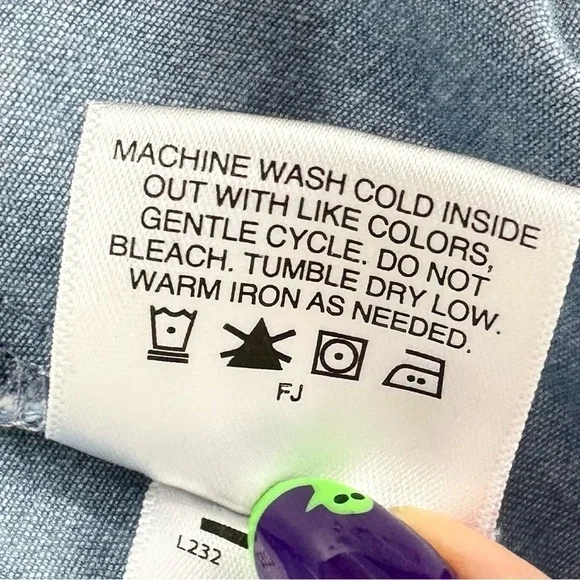 MACHINE WASH COLD INSIDE
OUT WITH LIKE COLORS,
GENTLE CYCLE. DO NOT
BLEACH. TUMBLE DRY LOW.
WARM IRON AS NEEDED.
FJ
L232